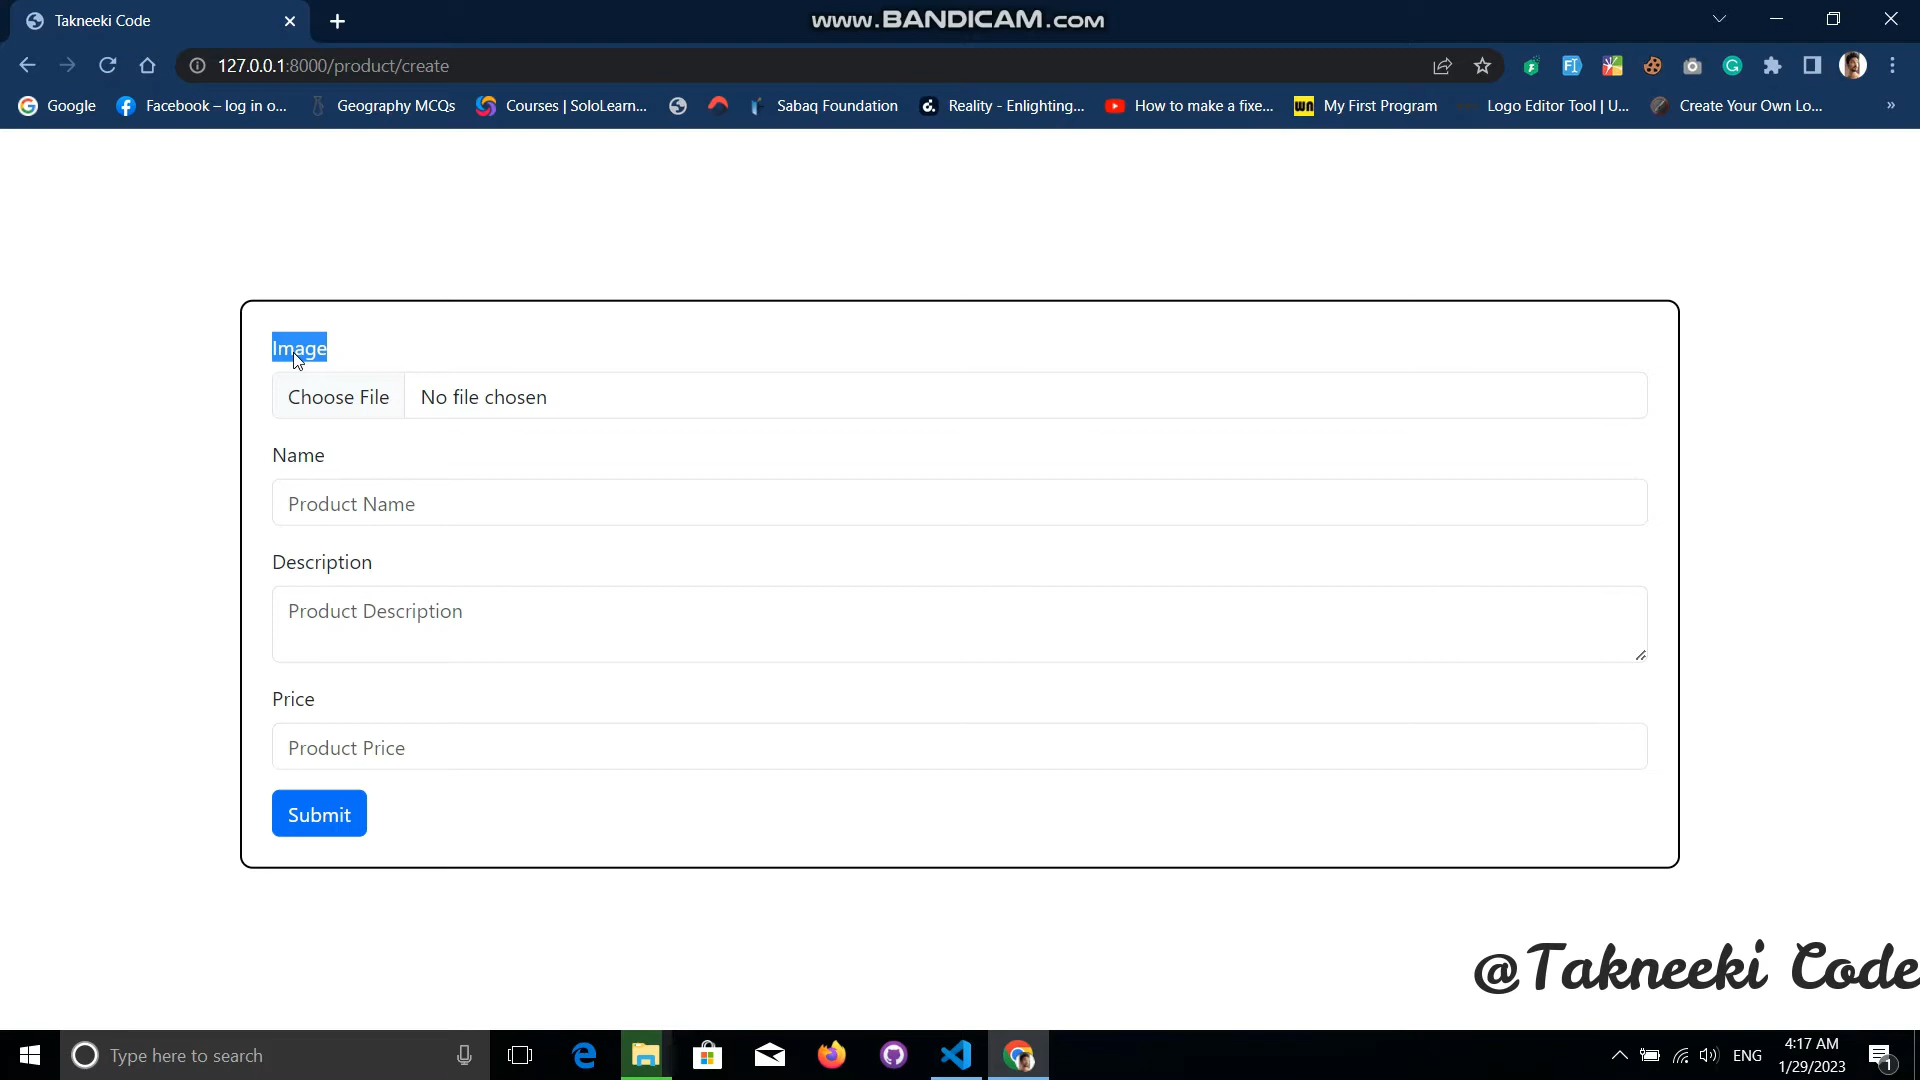 Takneeki Code
www.BANDICAM.com
127.0.0.1:8000/product/create
Google
Facebook – log in o...
Geography MCQs
Courses | SoloLearn...
Sabaq Foundation
Reality - Enlighting...
How to make a fixe...
My First Program
Logo Editor Tool | U...
Create Your Own Lo...
»
Image
Choose File
No file chosen
Name
Product Name
Description
Product Description
Price
Product Price
Submit
@Takneeki Code
Type here to search
ENG
4:17 AM
1/29/2023
1